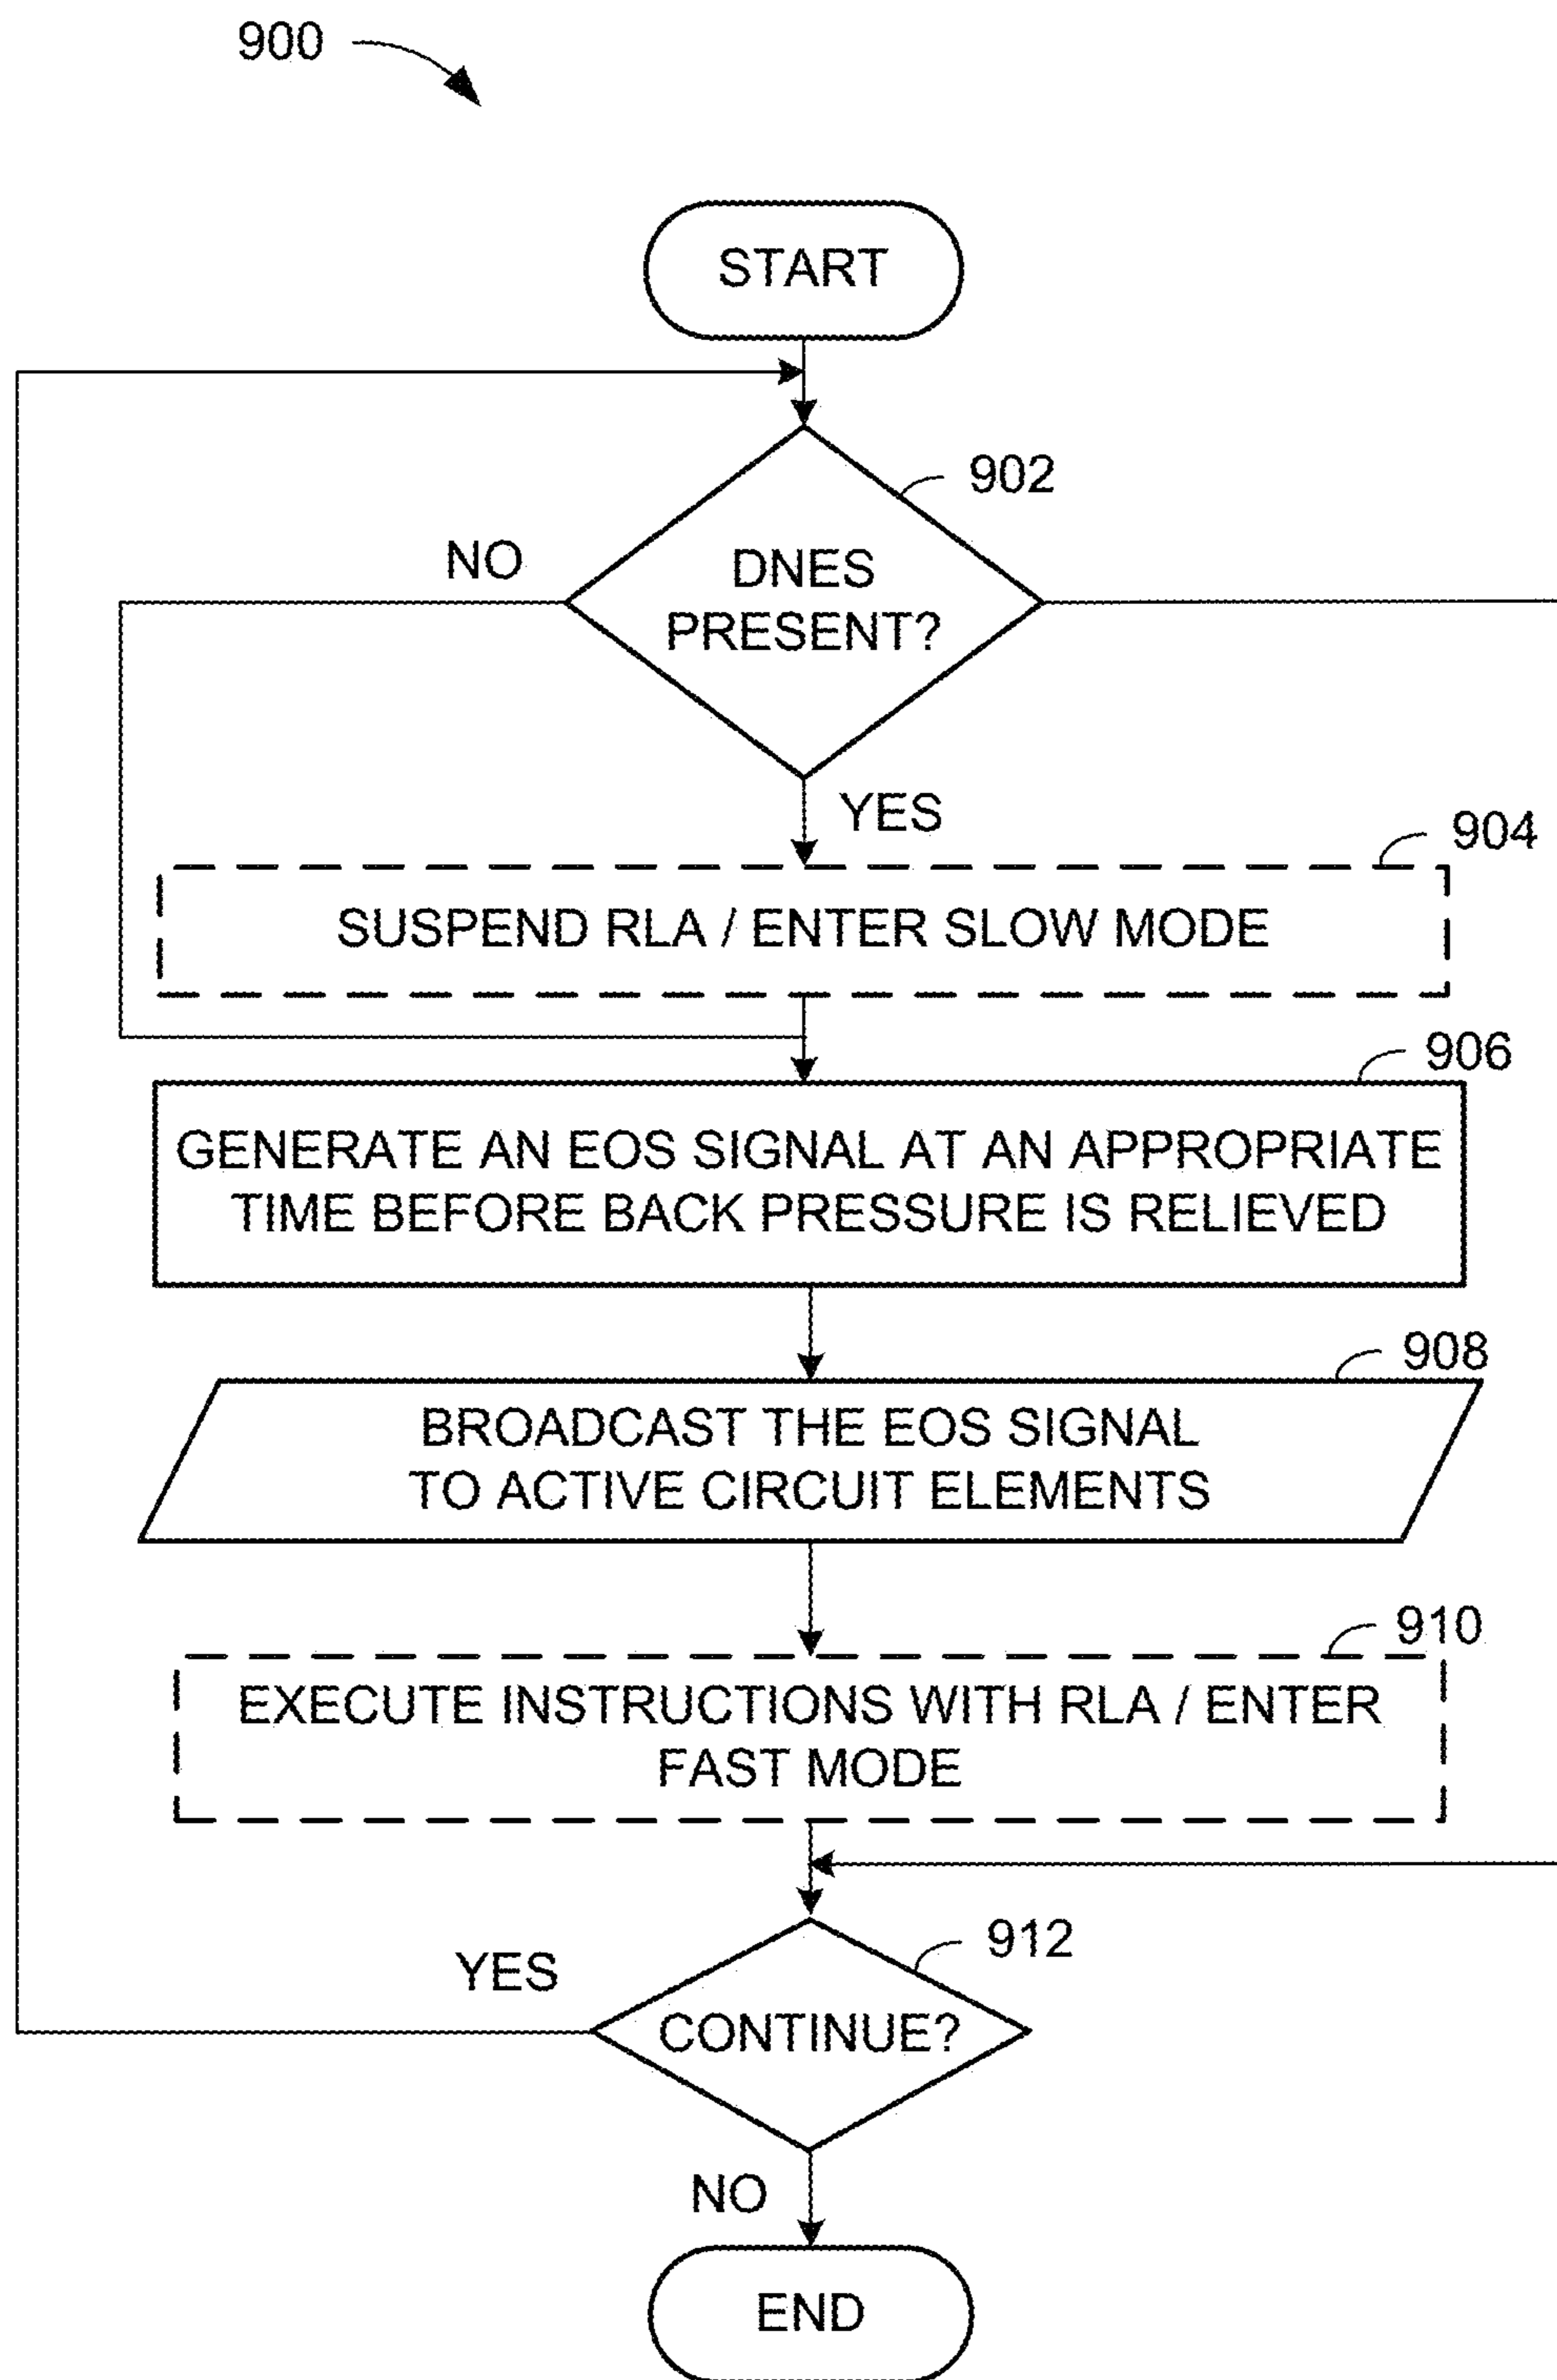 900
START
902
NO
DNES
PRESENT?
YES
904
SUSPEND RLA / ENTER SLOW MODE
906
GENERATE AN EOS SIGNAL AT AN APPROPRIATE
TIME BEFORE BACK PRESSURE IS RELIEVED
908
BROADCAST THE EOS SIGNAL
TO ACTIVE CIRCUIT ELEMENTS
910
EXECUTE INSTRUCTIONS WITH RLA / ENTER
FAST MODE
912
YES
CONTINUE?
NO
END